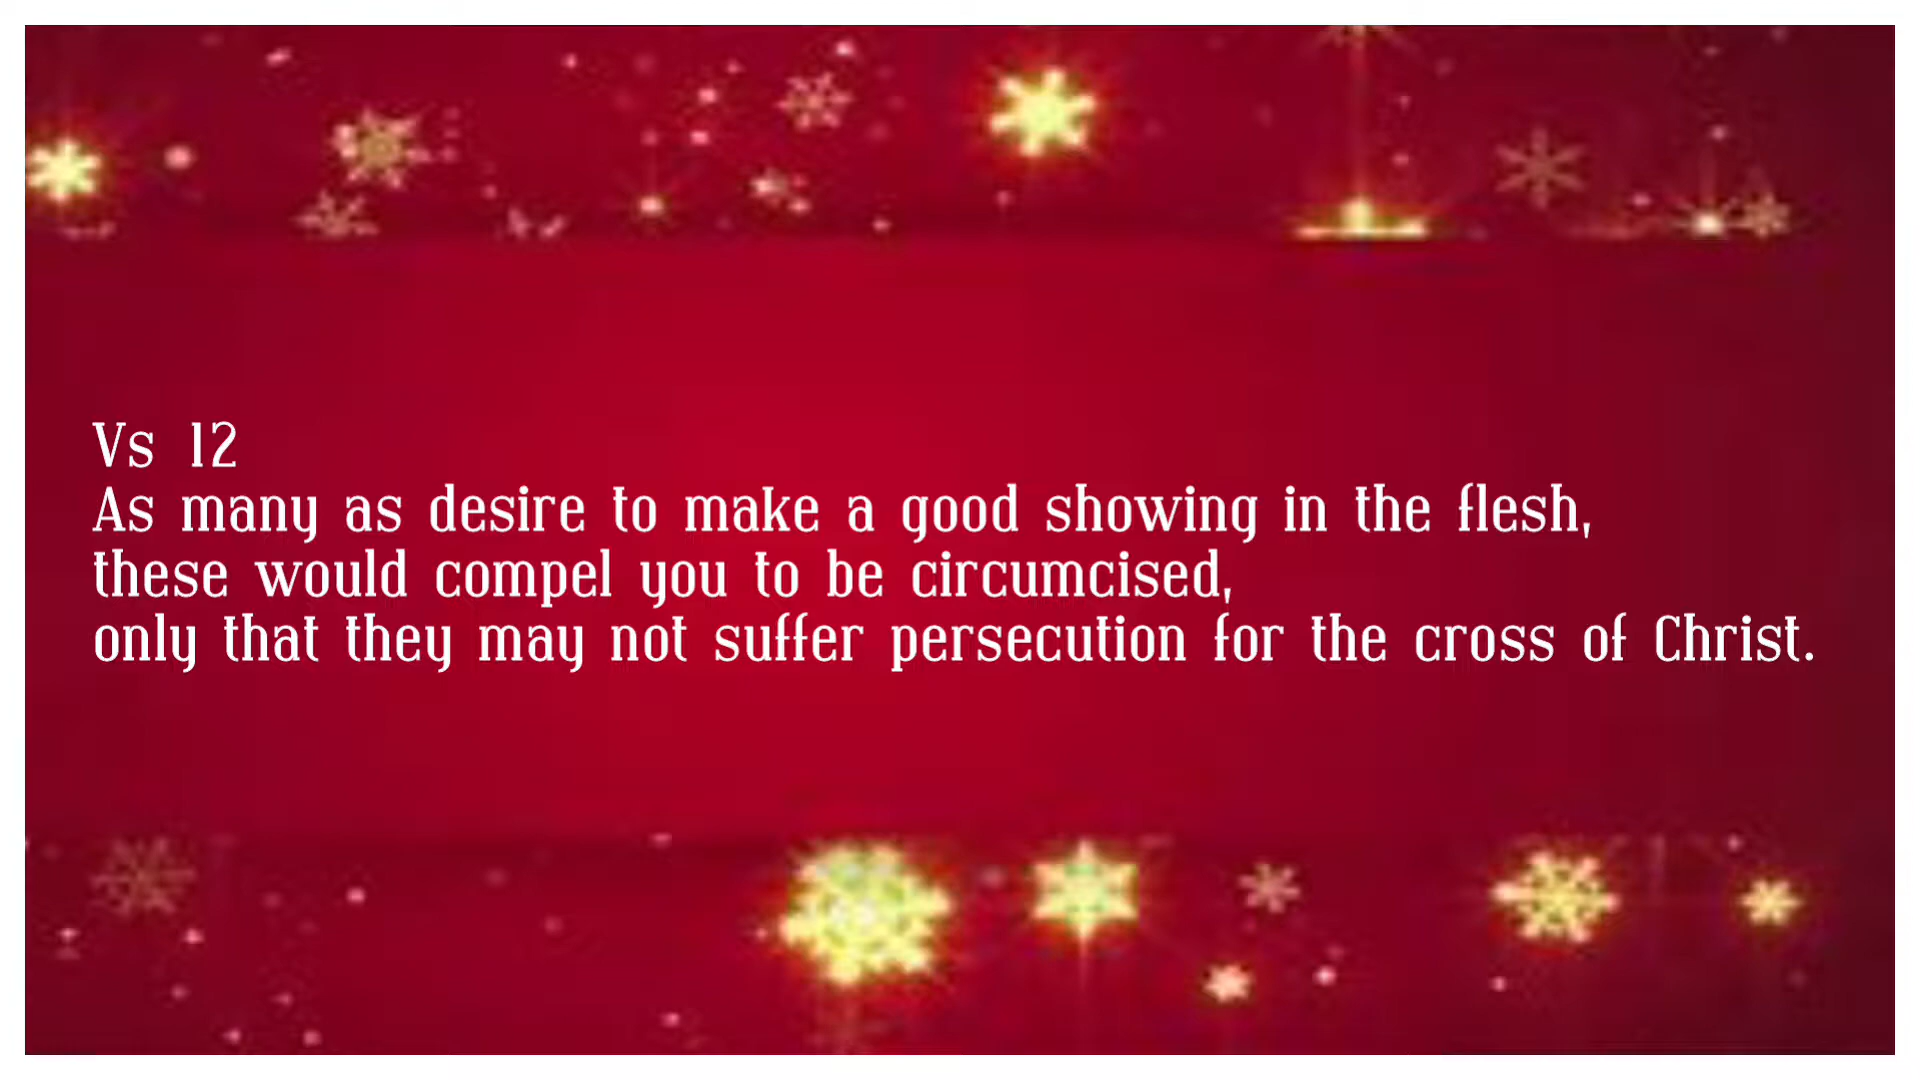 Vs 12
As many as desire to make a good showing in the flesh,
these would compel you to be circumcised,
only that they may not suffer persecution for the cross of Christ.